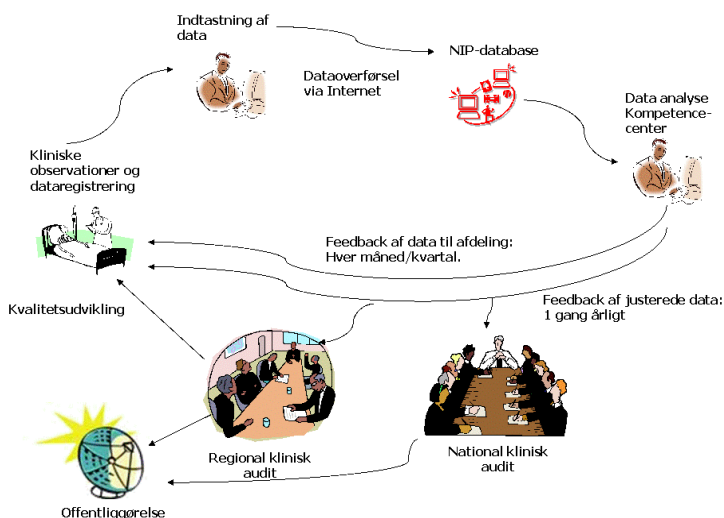 Indtastning af
data
NIP-database
Dataoverførsel
via Internet
Data analyse
Kompetence-
center
Kliniske
observationer og
dataregistrering
Feedback af data til afdeling:
Hver måned/kvartal.
Kvalitetsudvikling
Feedback af justerede data:
1 gang årligt
Regional klinisk
audit
National klinisk
audit
Offentliggørelse